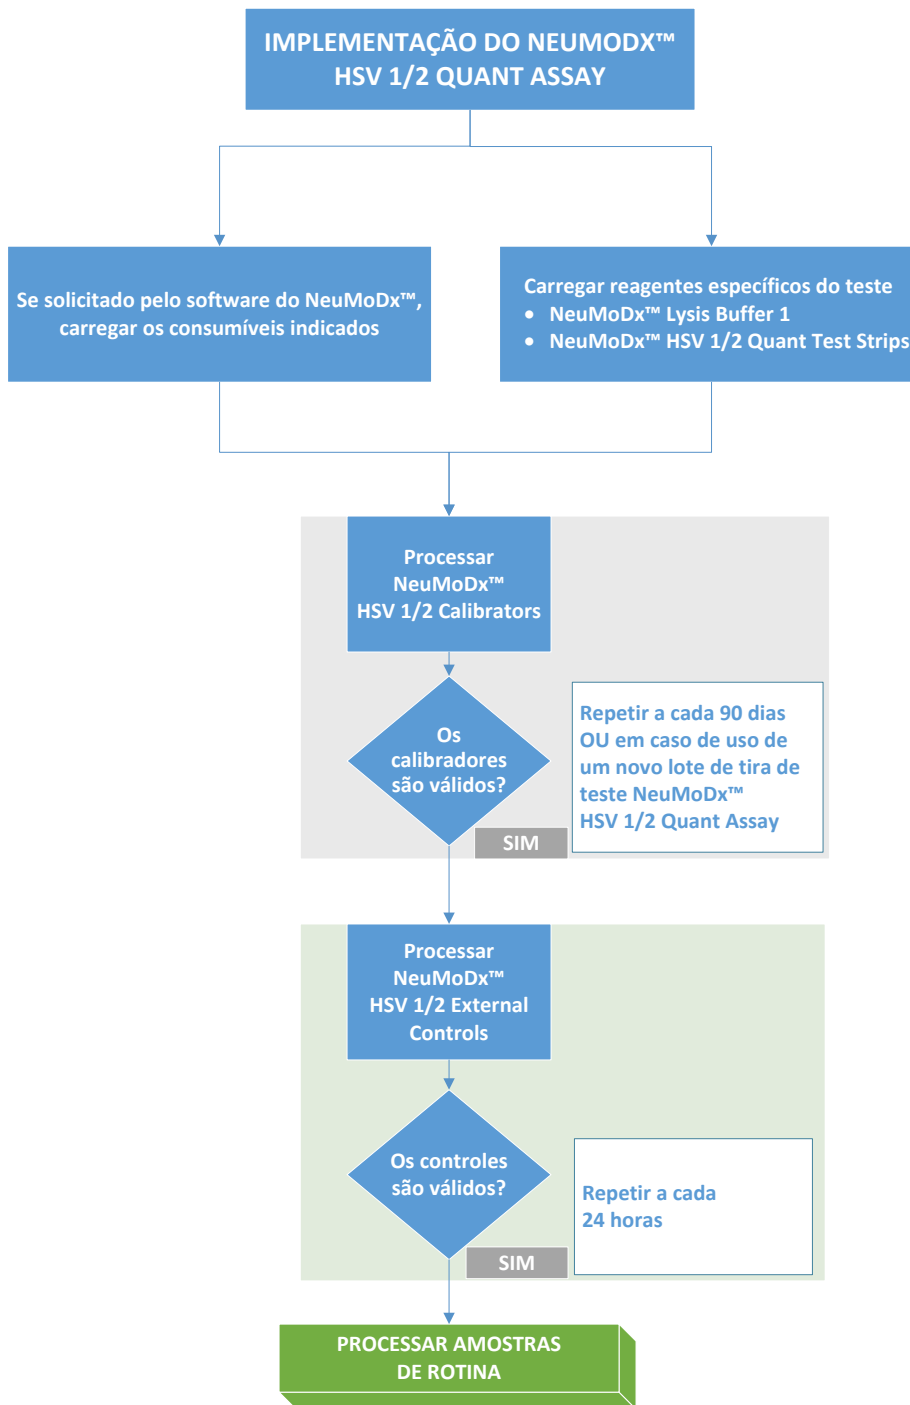 IMPLEMENTAÇÃO DO NEUMODX™
HSV 1/2 QUANT ASSAY
Se solicitado pelo software do NeuMoDx™,
carregar os consumíveis indicados
Carregar reagentes específicos do teste
• NeuMoDx™ Lysis Buffer 1
• NeuMoDx™ HSV 1/2 Quant Test Strips
Processar
NeuMoDx™
HSV 1/2 Calibrators
Os
calibradores
são válidos?
Repetir a cada 90 dias
OU em caso de uso de
um novo lote de tira de
teste NeuMoDx™
HSV 1/2 Quant Assay
SIM
Processar
NeuMoDx™
HSV 1/2 External
Controls
Os controles
são válidos?
Repetir a cada
24 horas
SIM
PROCESSAR AMOSTRAS
DE ROTINA